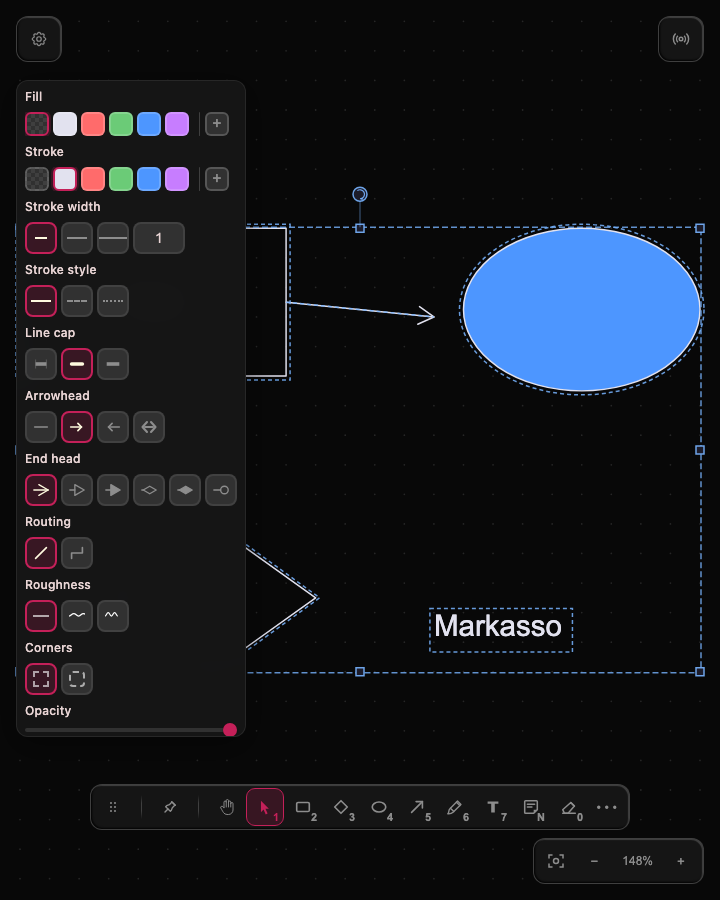 Fill
Stroke
Stroke width
1
Stroke style
Line cap
Arrowhead
End head
Routing
Roughness
Corners
Opacity
Markasso
1 2 3 4 5 6 T 7 N 0
148%